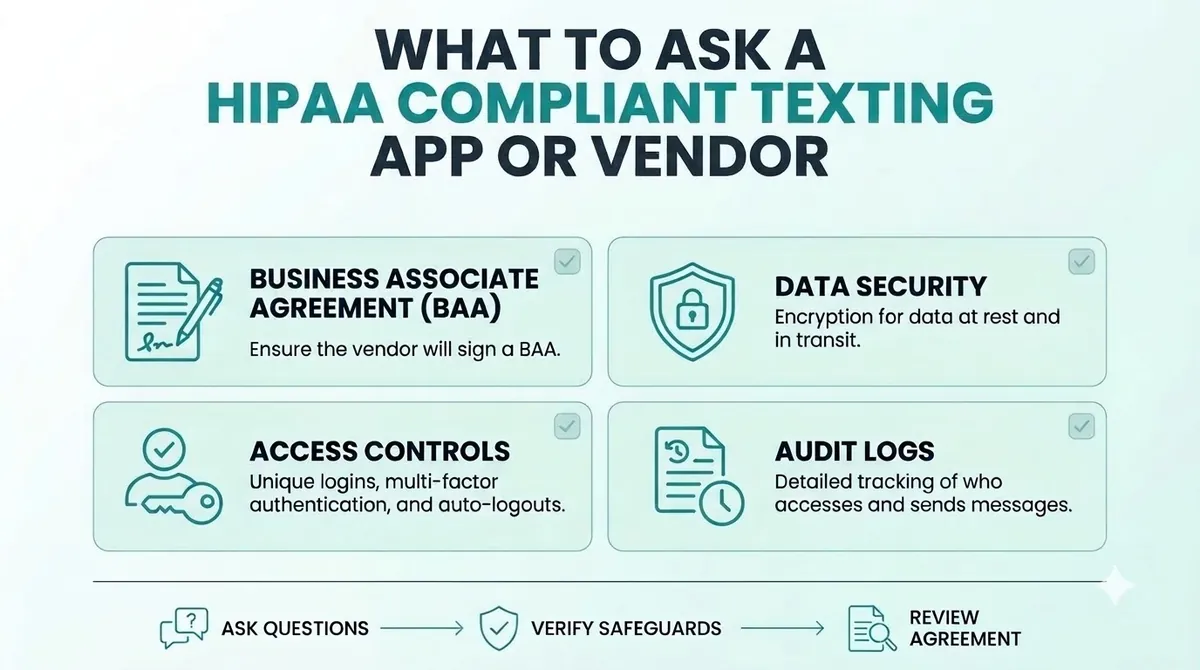 WHAT TO ASK A
HIPAA COMPLIANT TEXTING
APP OR VENDOR
BUSINESS ASSOCIATE
AGREEMENT (BAA)
Ensure the vendor will sign a BAA.
DATA SECURITY
Encryption for data at rest and
in transit.
ACCESS CONTROLS
Unique logins, multi-factor
authentication, and auto-logouts.
AUDIT LOGS
Detailed tracking of who
accesses and sends messages.
ASK QUESTIONS
VERIFY SAFEGUARDS
REVIEW
AGREEMENT